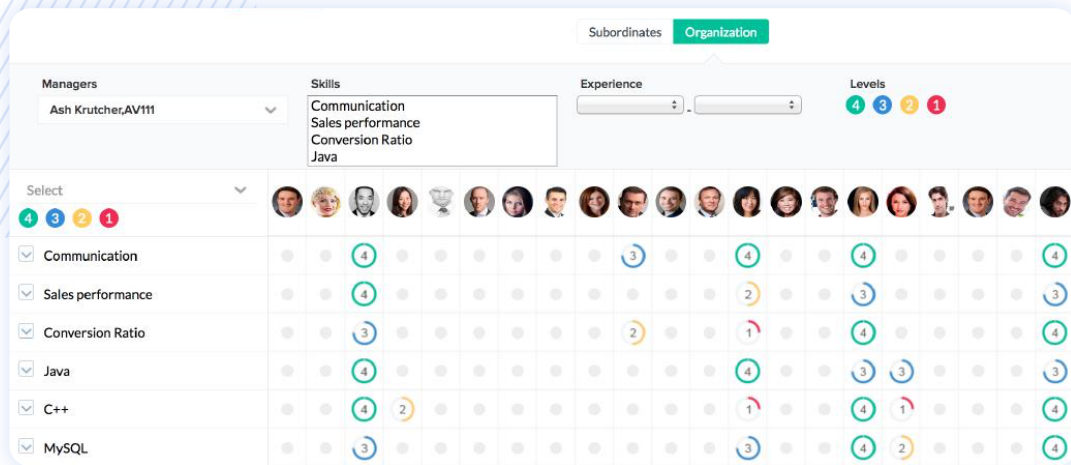 Subordinates Organization
Managers Skills Experience Levels
Ash Krutcher,AV111
Communication
Sales performance
Conversion Ratio
Java
-
4 3 2 1
Select
4 3 2 1
Communication 4 3 4 4 4
Sales performance 4 2 3 3
Conversion Ratio 3 2 1 4 4
Java 4 4 3 3 3
C++ 4 2 1 4 1 4
MySQL 3 3 4 2 4